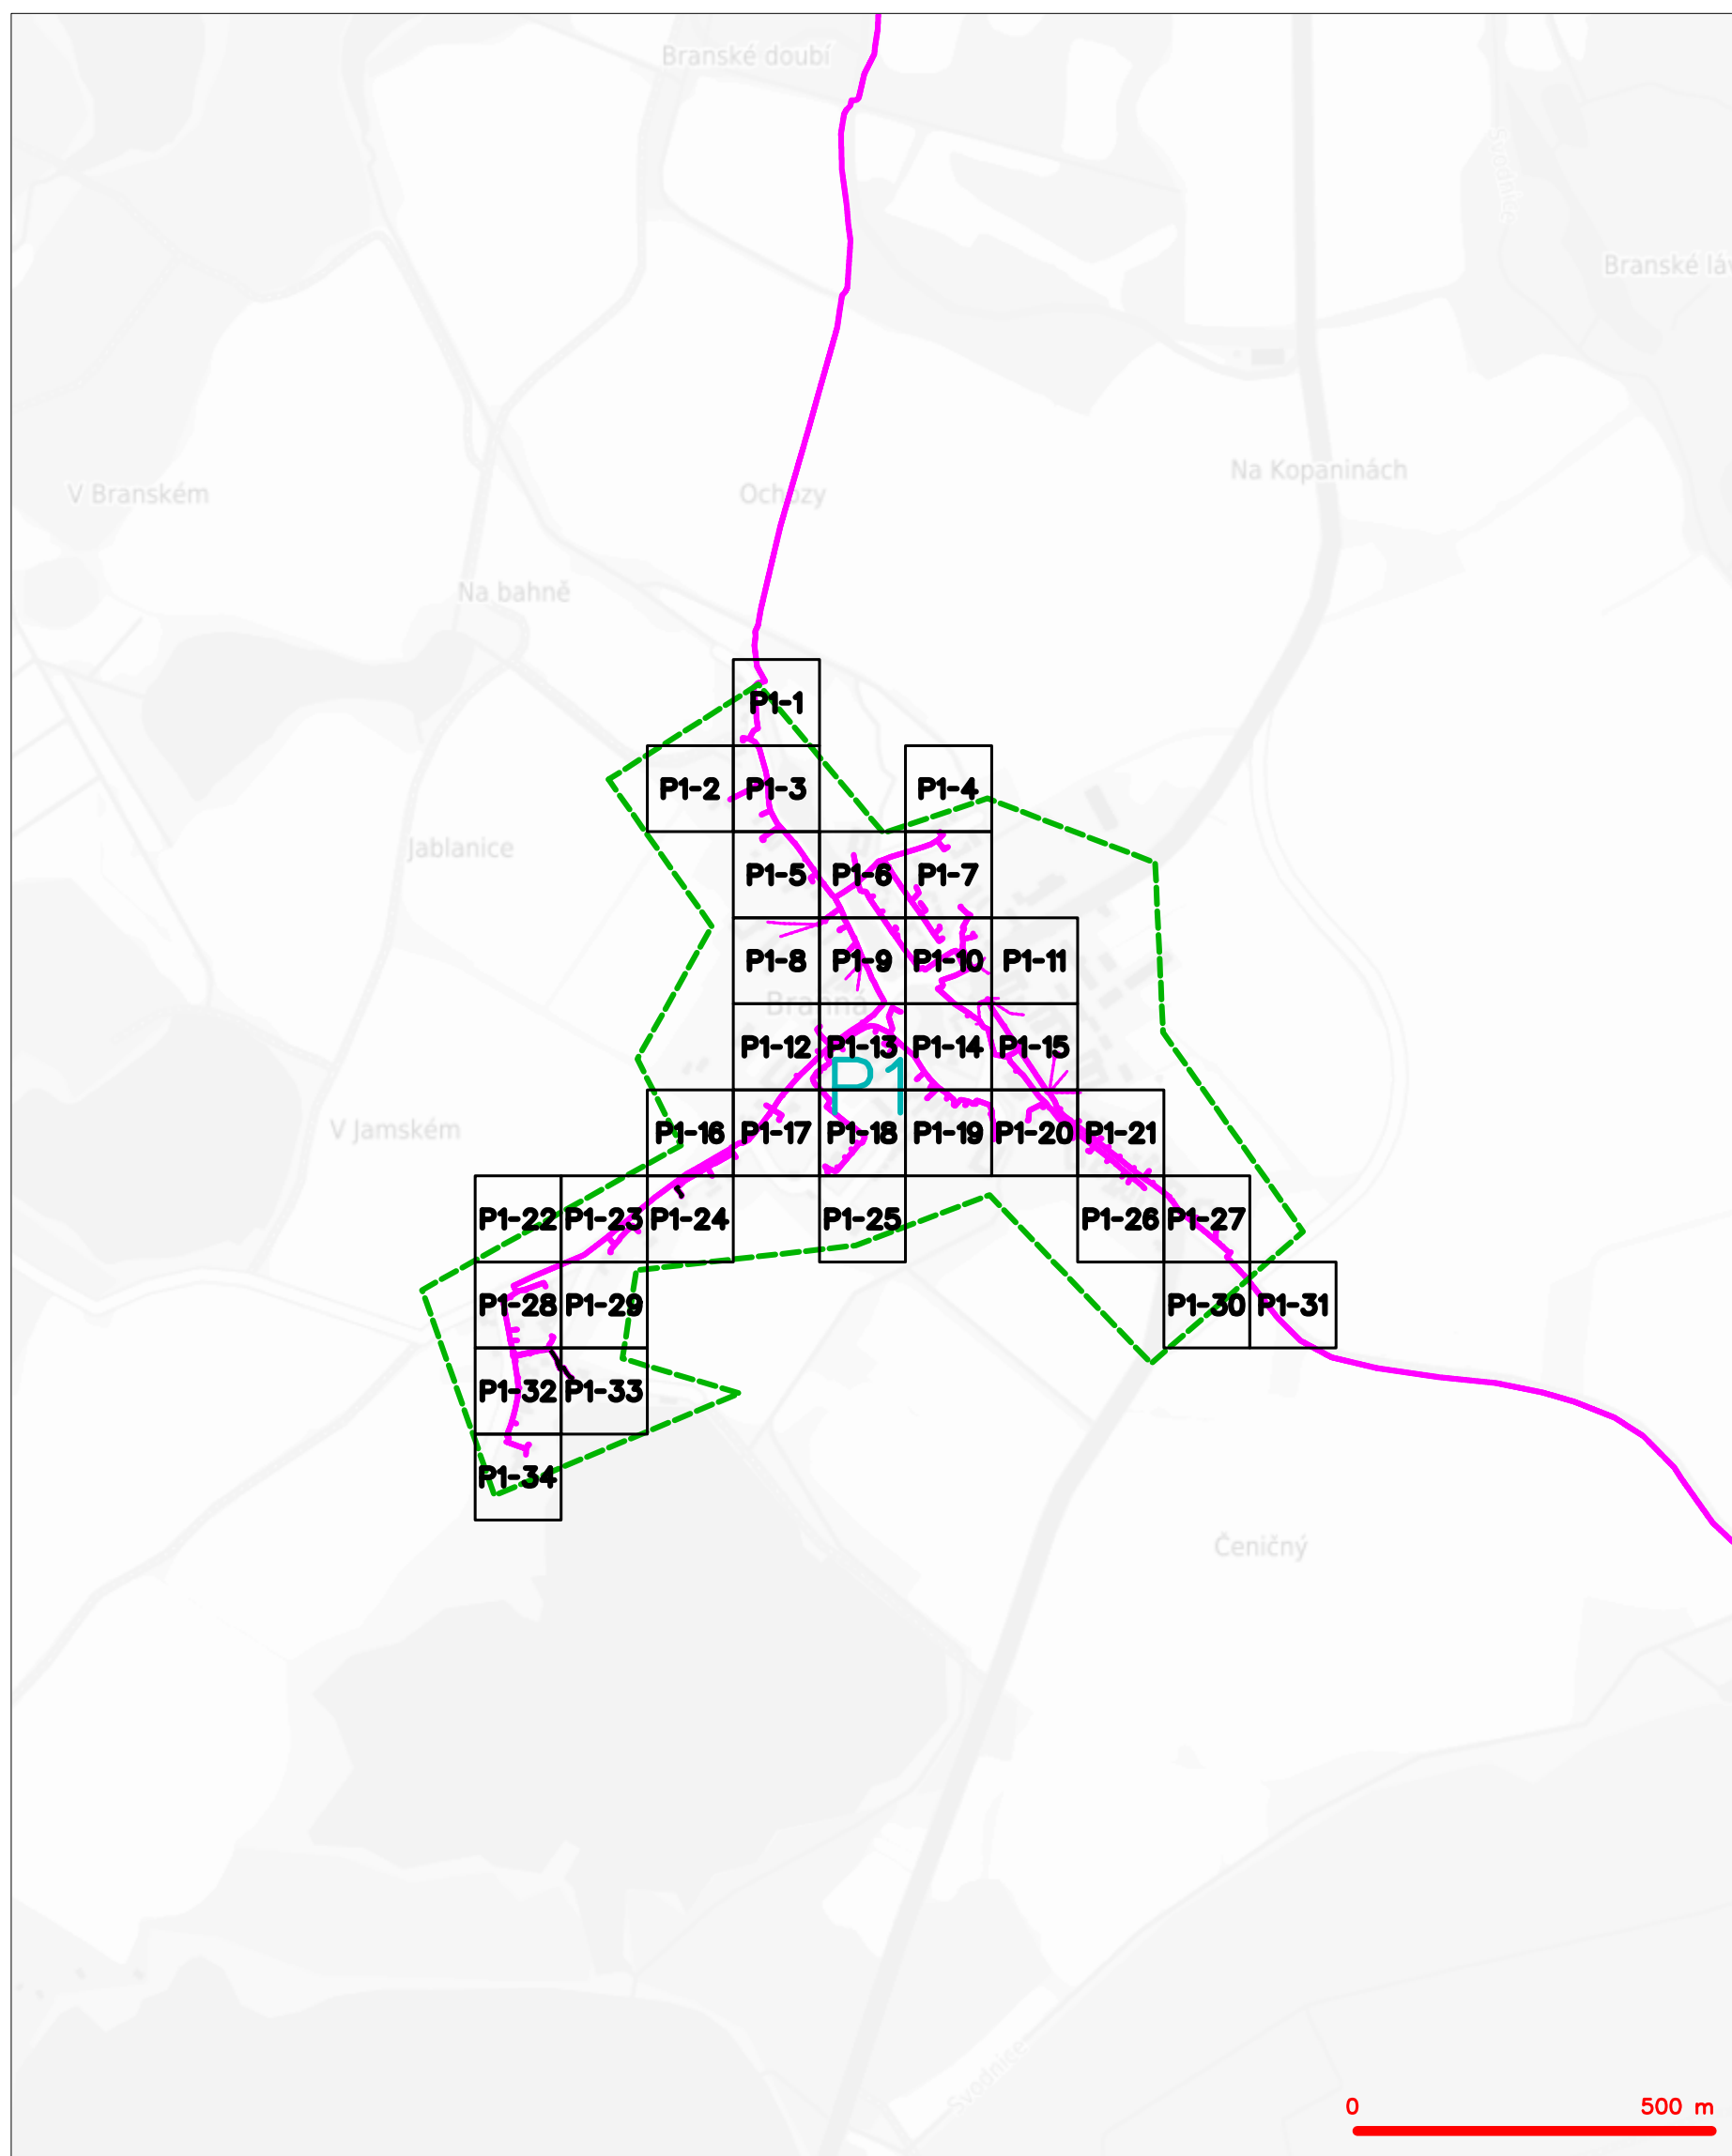 Branské doubí
Svodnice
Branské láv
Na Kopaninách
V Branském
Ochozy
Na bahně
P1-1
P1-2
P1-3
P1-4
Jablanice
P1-5
P1-6
P1-7
P1-8
P1-9
P1-10
P1-11
Branná
P1-12
P1-13
P1-14
P1-15
P1
V Jamském
P1-16
P1-17
P1-18
P1-19
P1-20
P1-21
P1-22
P1-23
P1-24
P1-25
P1-26
P1-27
P1-28
P1-29
P1-30
P1-31
P1-32
P1-33
P1-34
Čeničný
Svodnice
0
500 m